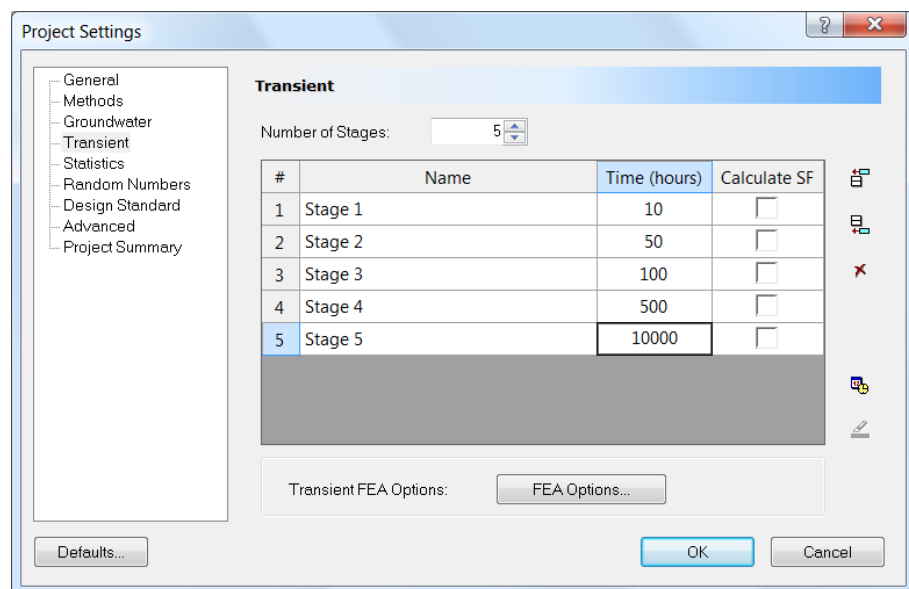 Project Settings
General
Methods
Groundwater
Transient
Statistics
Random Numbers
Design Standard
Advanced
Project Summary
Transient
Number of Stages: 5
# Name Time (hours) Calculate SF
1 Stage 1 10
2 Stage 2 50
3 Stage 3 100
4 Stage 4 500
5 Stage 5 10000
Transient FEA Options: FEA Options...
Defaults... OK Cancel